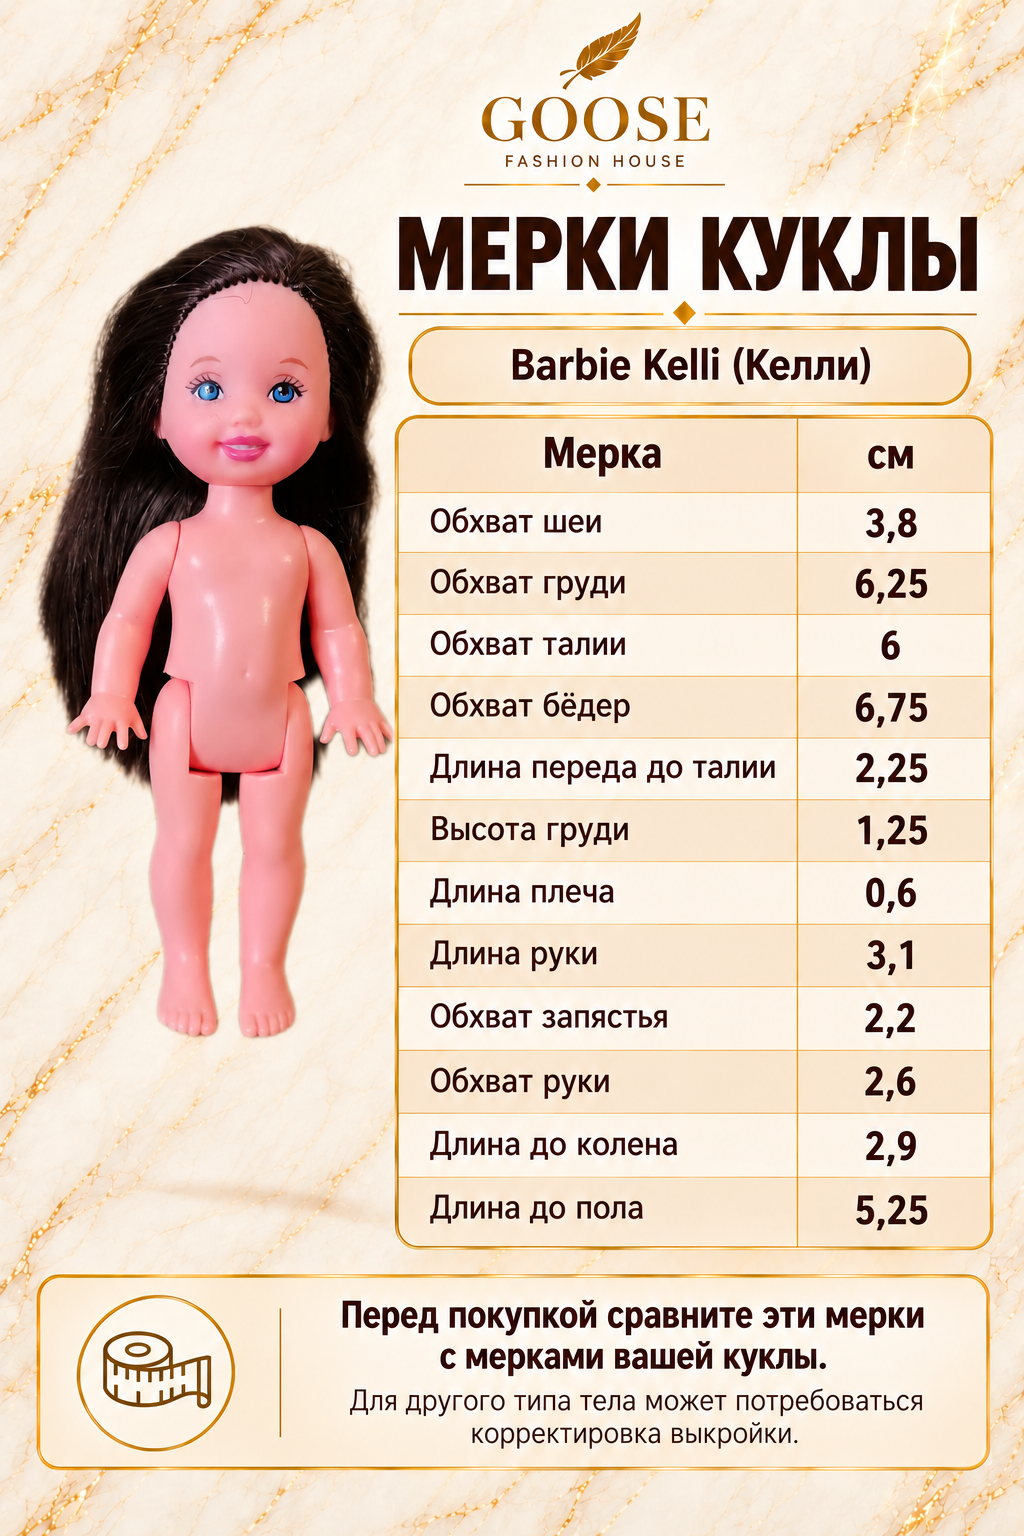 GOOSE
FASHION HOUSE
МЕРКИ КУКЛЫ
Barbie Kelli (Келли)
Мерка см
Обхват шеи 3,8
Обхват груди 6,25
Обхват талии 6
Обхват бёдер 6,75
Длина переда до талии 2,25
Высота груди 1,25
Длина плеча 0,6
Длина руки 3,1
Обхват запястья 2,2
Обхват руки 2,6
Длина до колена 2,9
Длина до пола 5,25
Перед покупкой сравните эти мерки
с мерками вашей куклы.
Для другого типа тела может потребоваться
корректировка выкройки.